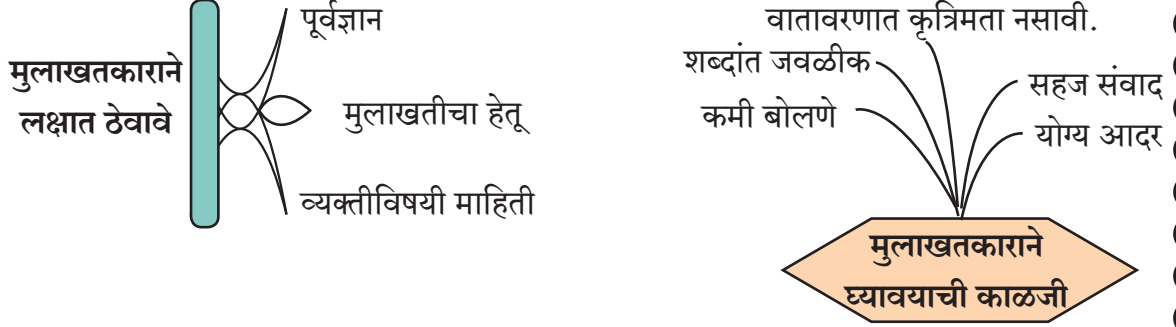 पूर्वज्ञान
मुलाखतकाराने
लक्षात ठेवावे
मुलाखतीचा हेतू
व्यक्तीविषयी माहिती
वातावरणात कृत्रिमता नसावी.
शब्दांत जवळीक
सहज संवाद
कमी बोलणे
योग्य आदर
मुलाखतकाराने
घ्यावयाची काळजी